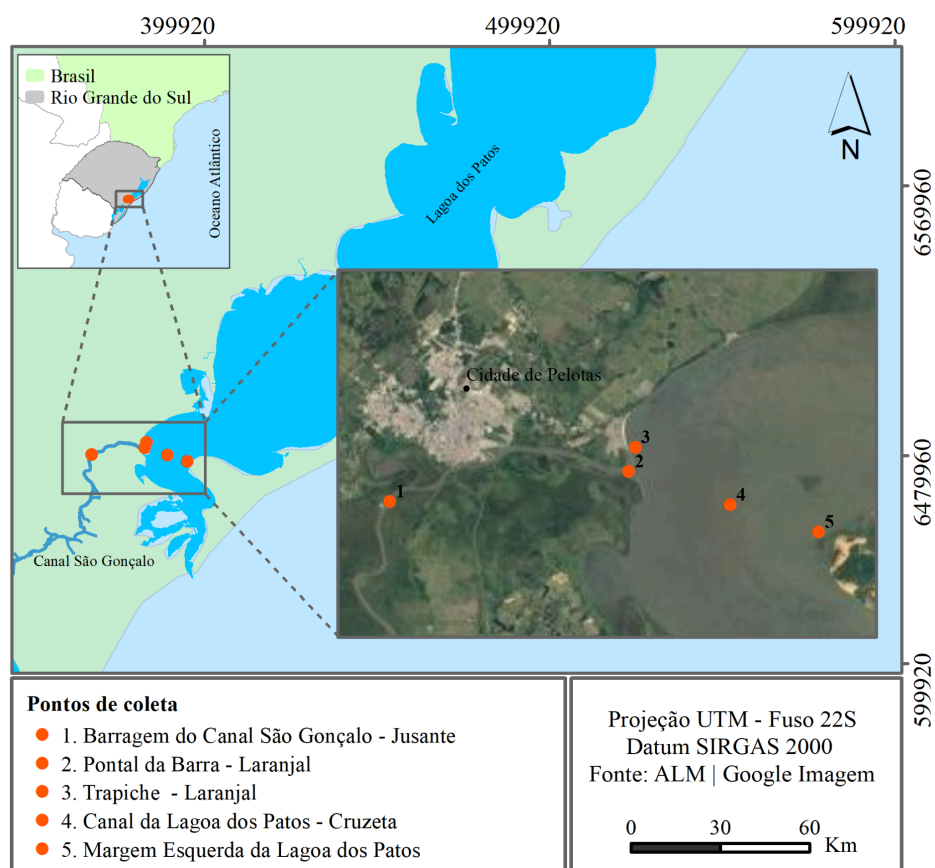 399920
499920
599920
Brasil
Rio Grande do Sul
Oceano Atlântico
Lagoa dos Patos
N
6569960
Cidade de Pelotas
3
2
1
4
5
6479960
Canal São Gonçalo
599920
Pontos de coleta
1. Barragem do Canal São Gonçalo - Jusante
2. Pontal da Barra - Laranjal
3. Trapiche - Laranjal
4. Canal da Lagoa dos Patos - Cruzeta
5. Margem Esquerda da Lagoa dos Patos
Projeção UTM - Fuso 22S
Datum SIRGAS 2000
Fonte: ALM | Google Imagem
0 30 60
Km